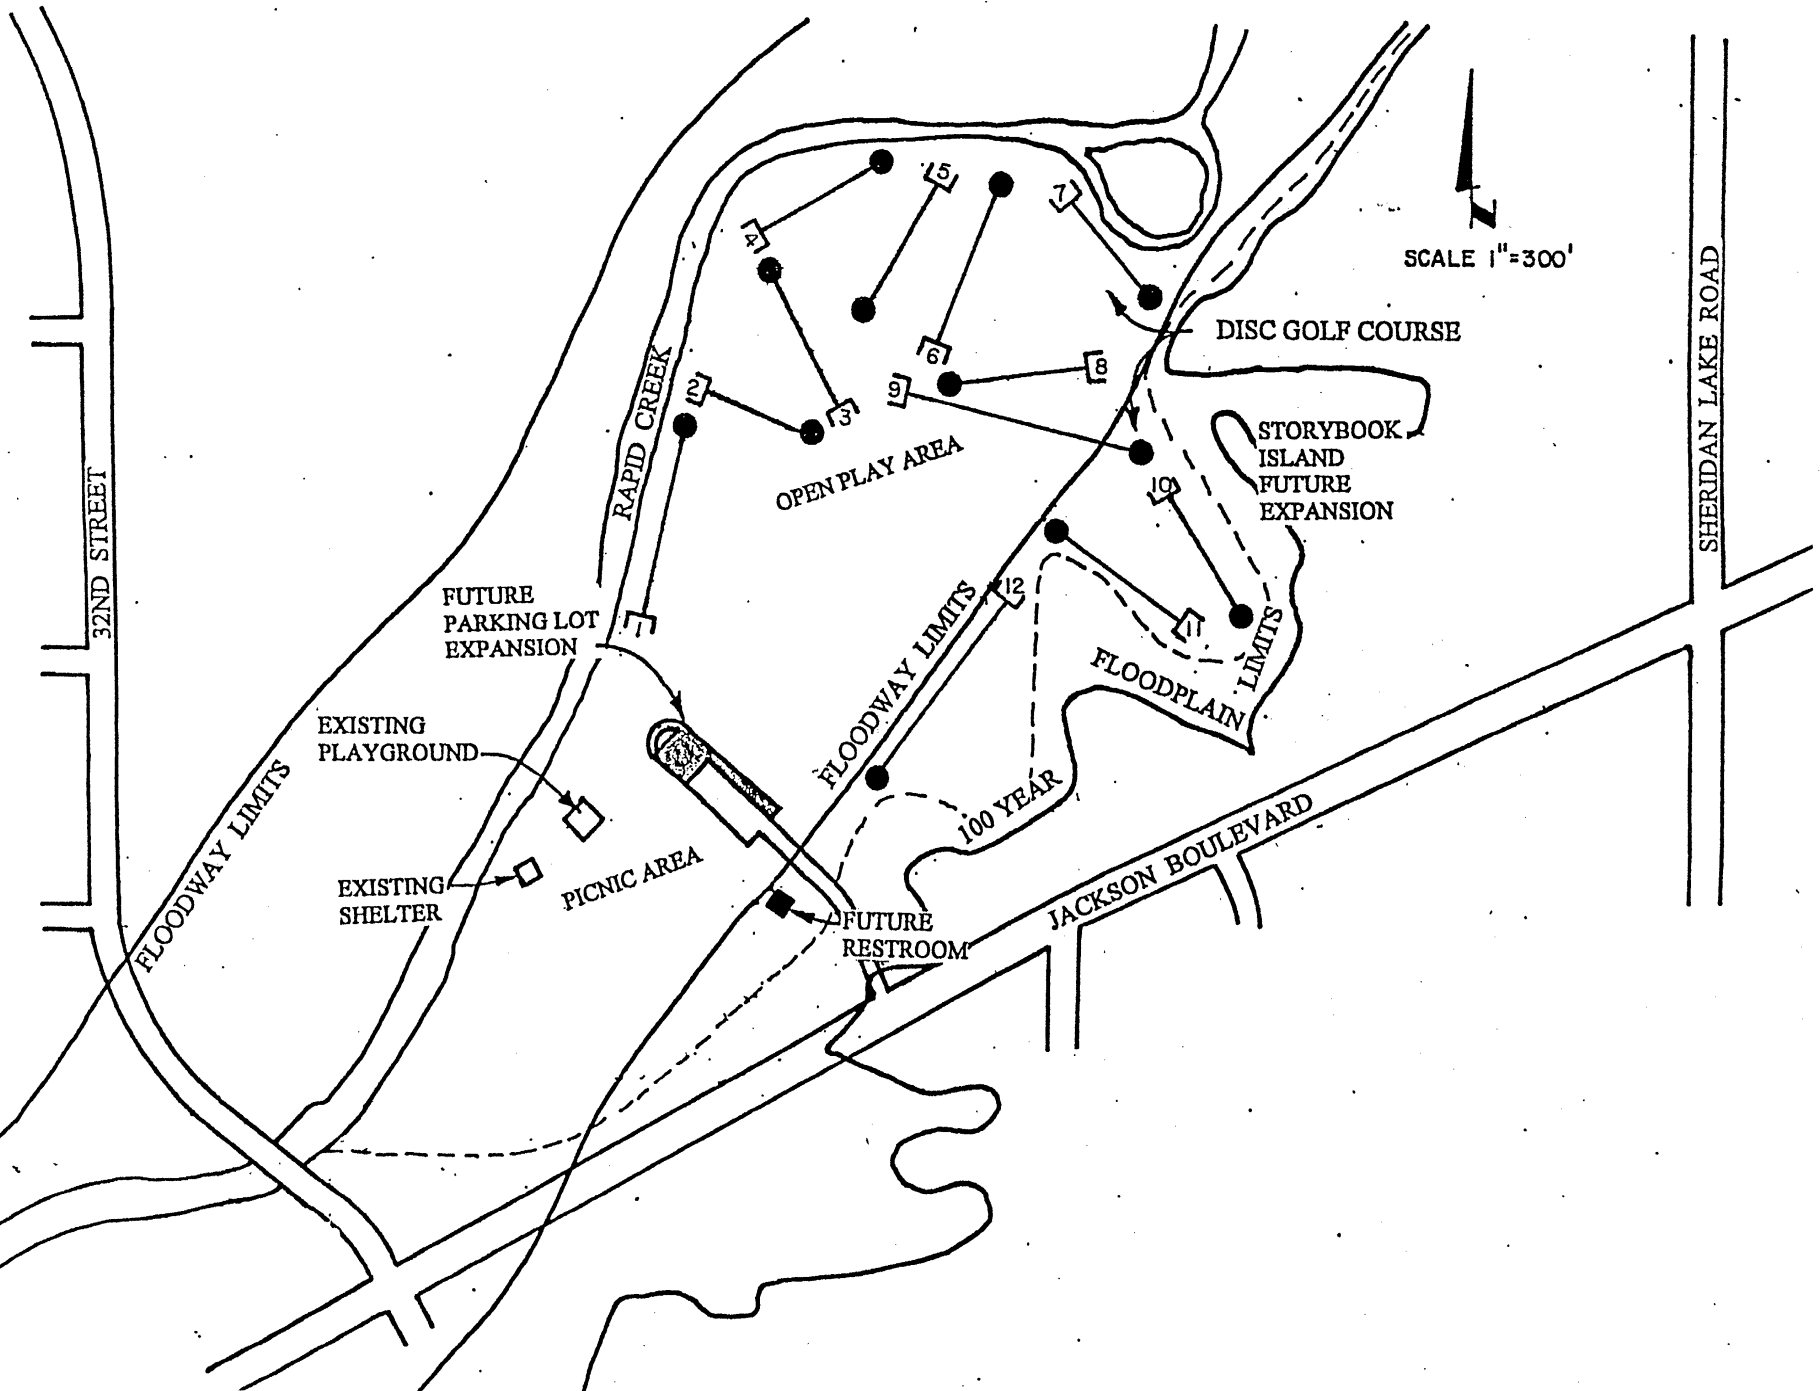 5
7
4
N
SCALE 1"=300'
DISC GOLF COURSE
6
8
9
2
3
RAPID CREEK
OPEN PLAY AREA
STORYBOOK
ISLAND
FUTURE
EXPANSION
SHERIDAN LAKE ROAD
32ND STREET
10
12
11
1
FUTURE
PARKING LOT
EXPANSION
FLOODWAY LIMITS
FLOODPLAIN
LIMITS
EXISTING
PLAYGROUND
FLOODWAY LIMITS
100 YEAR
JACKSON BOULEVARD
EXISTING
SHELTER
PICNIC AREA
FUTURE
RESTROOM